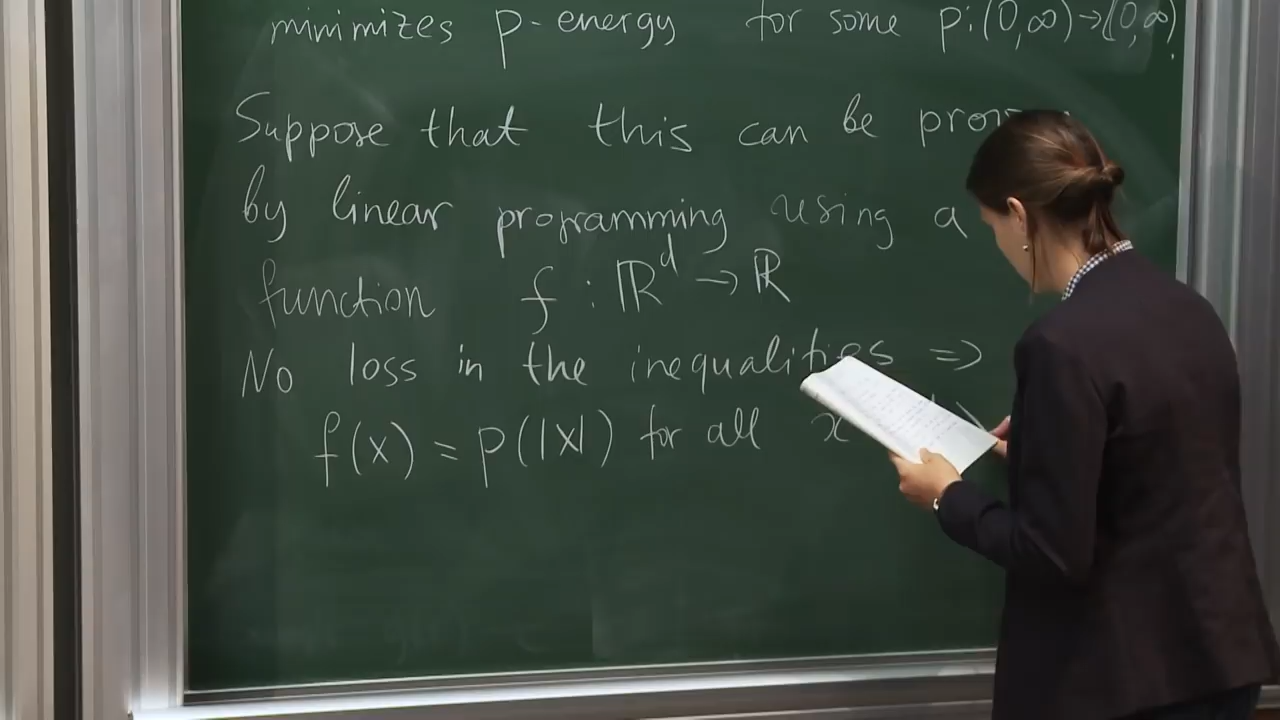 minimizes p-energy for some p:(0,∞)→(0,∞)
Suppose that this can be
by linear programming using a
function f : ℝ^d → ℝ
No loss in the inequalities ⇒
f(x) = p(|x|) for all x